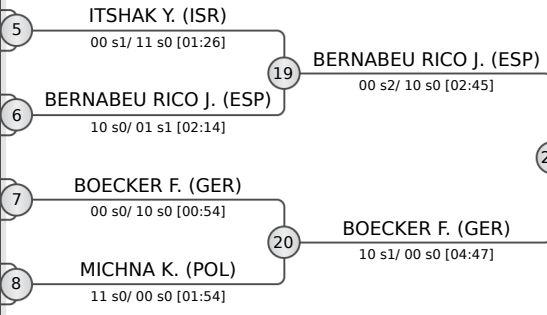 ITSHAK Y. (ISR)
5
00 s1/ 11 s0 [01:26]
BERNABEU RICO J. (ESP)
19
00 s2/ 10 s0 [02:45]
BERNABEU RICO J. (ESP)
6
10 s0/ 01 s1 [02:14]
BOECKER F. (GER)
7
00 s0/ 10 s0 [00:54]
BOECKER F. (GER)
20
10 s1/ 00 s0 [04:47]
MICHNA K. (POL)
8
11 s0/ 00 s0 [01:54]